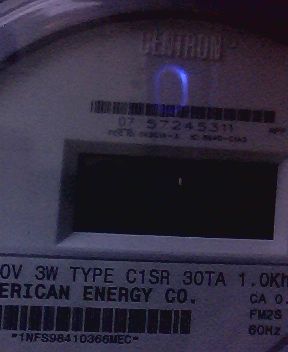 CENTRON
07 57245311
0V 3W TYPE C1SR 30TA 1.0Kh
ERICAN ENERGY CO.
CA 0.
FM2S
60Hz
*1NFS98410366MEC*